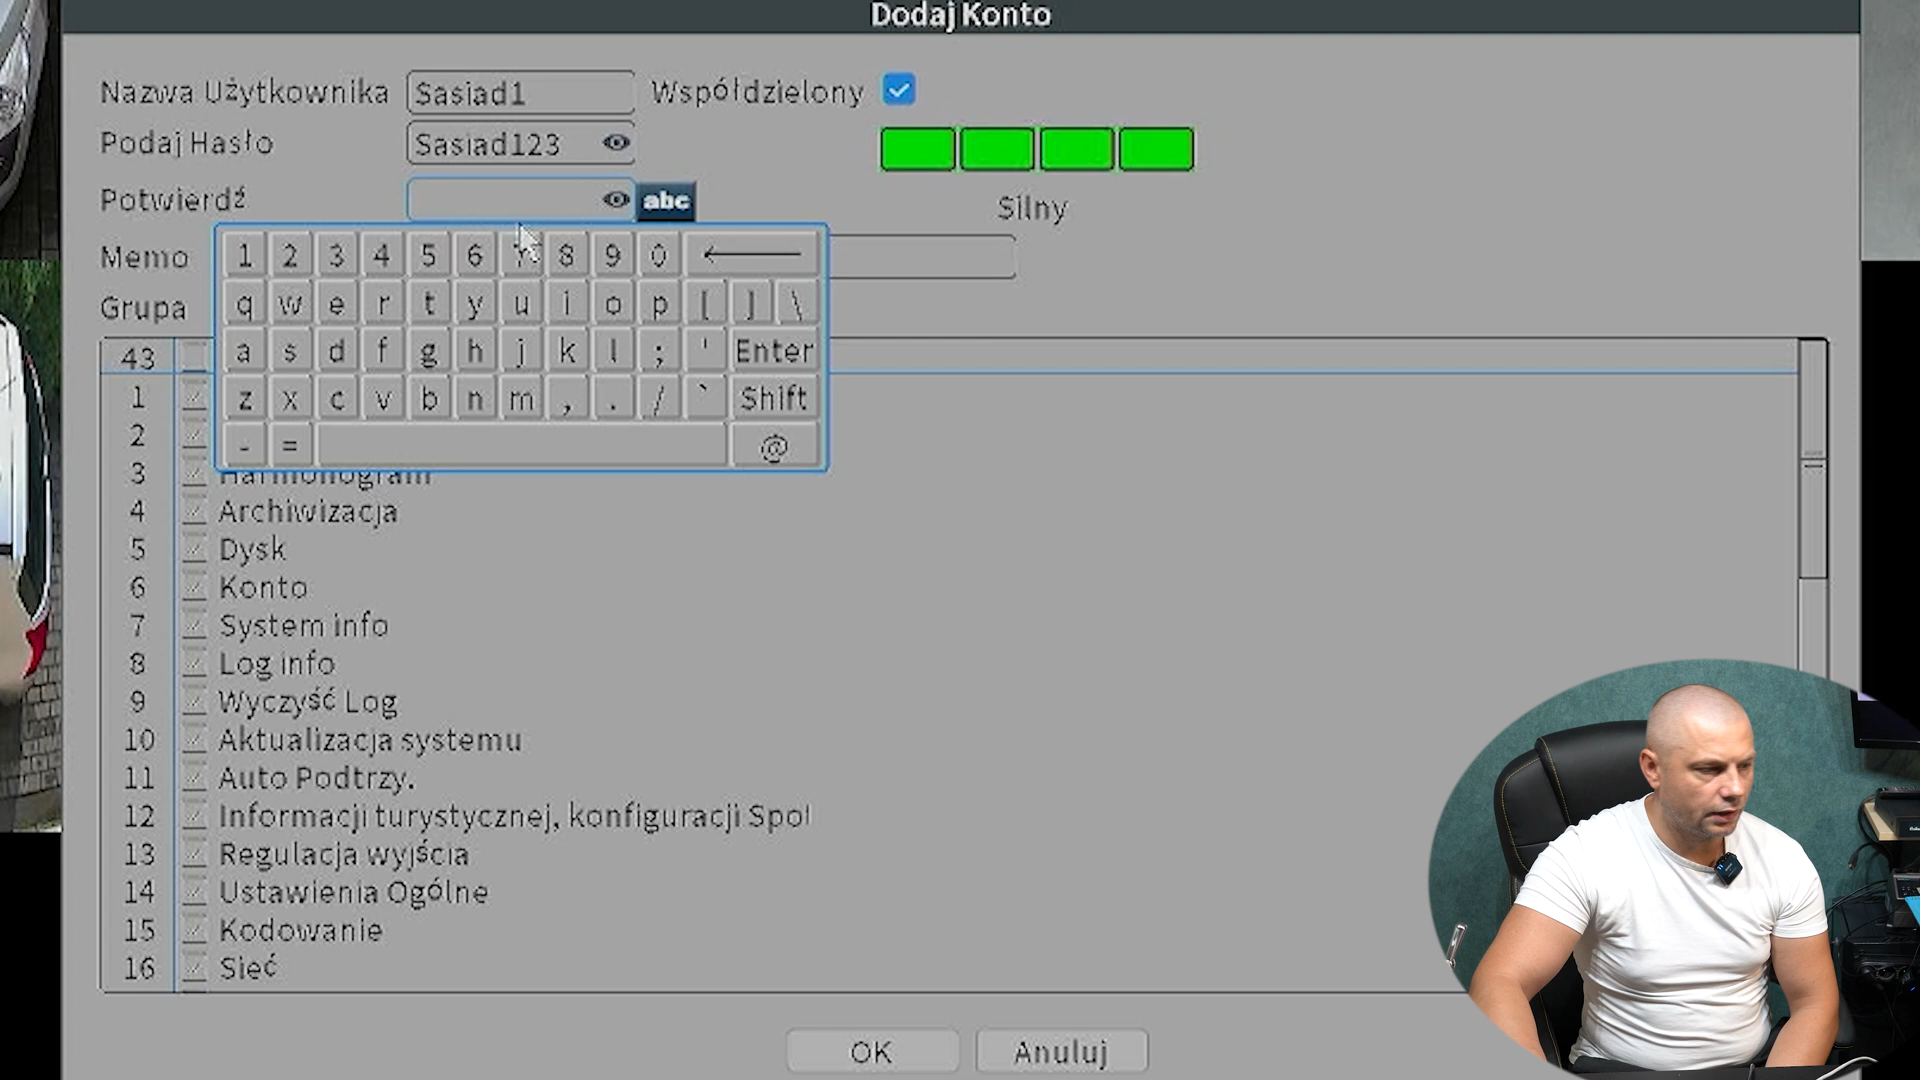 Dodaj Konto
Nazwa Użytkownika Sasiad1 Współdzielony
Podaj Hasło Sasiad123
Potwierdź abc Silny
Memo
Grupa
1 2 3 4 5 6 8 9 0 ←
q w e r t y u i o p [ ] \
a s d f g h j k l ; ' Enter
z x c v b n m , . / ` Shift
- = @
43
1
2
3 Harmonogram
4 Archiwizacja
5 Dysk
6 Konto
7 System info
8 Log info
9 Wyczyść Log
10 Aktualizacja systemu
11 Auto Podtrzy.
12 Informacji turystycznej, konfiguracji Społ
13 Regulacja wyjścia
14 Ustawienia Ogólne
15 Kodowanie
16 Sieć
OK Anuluj